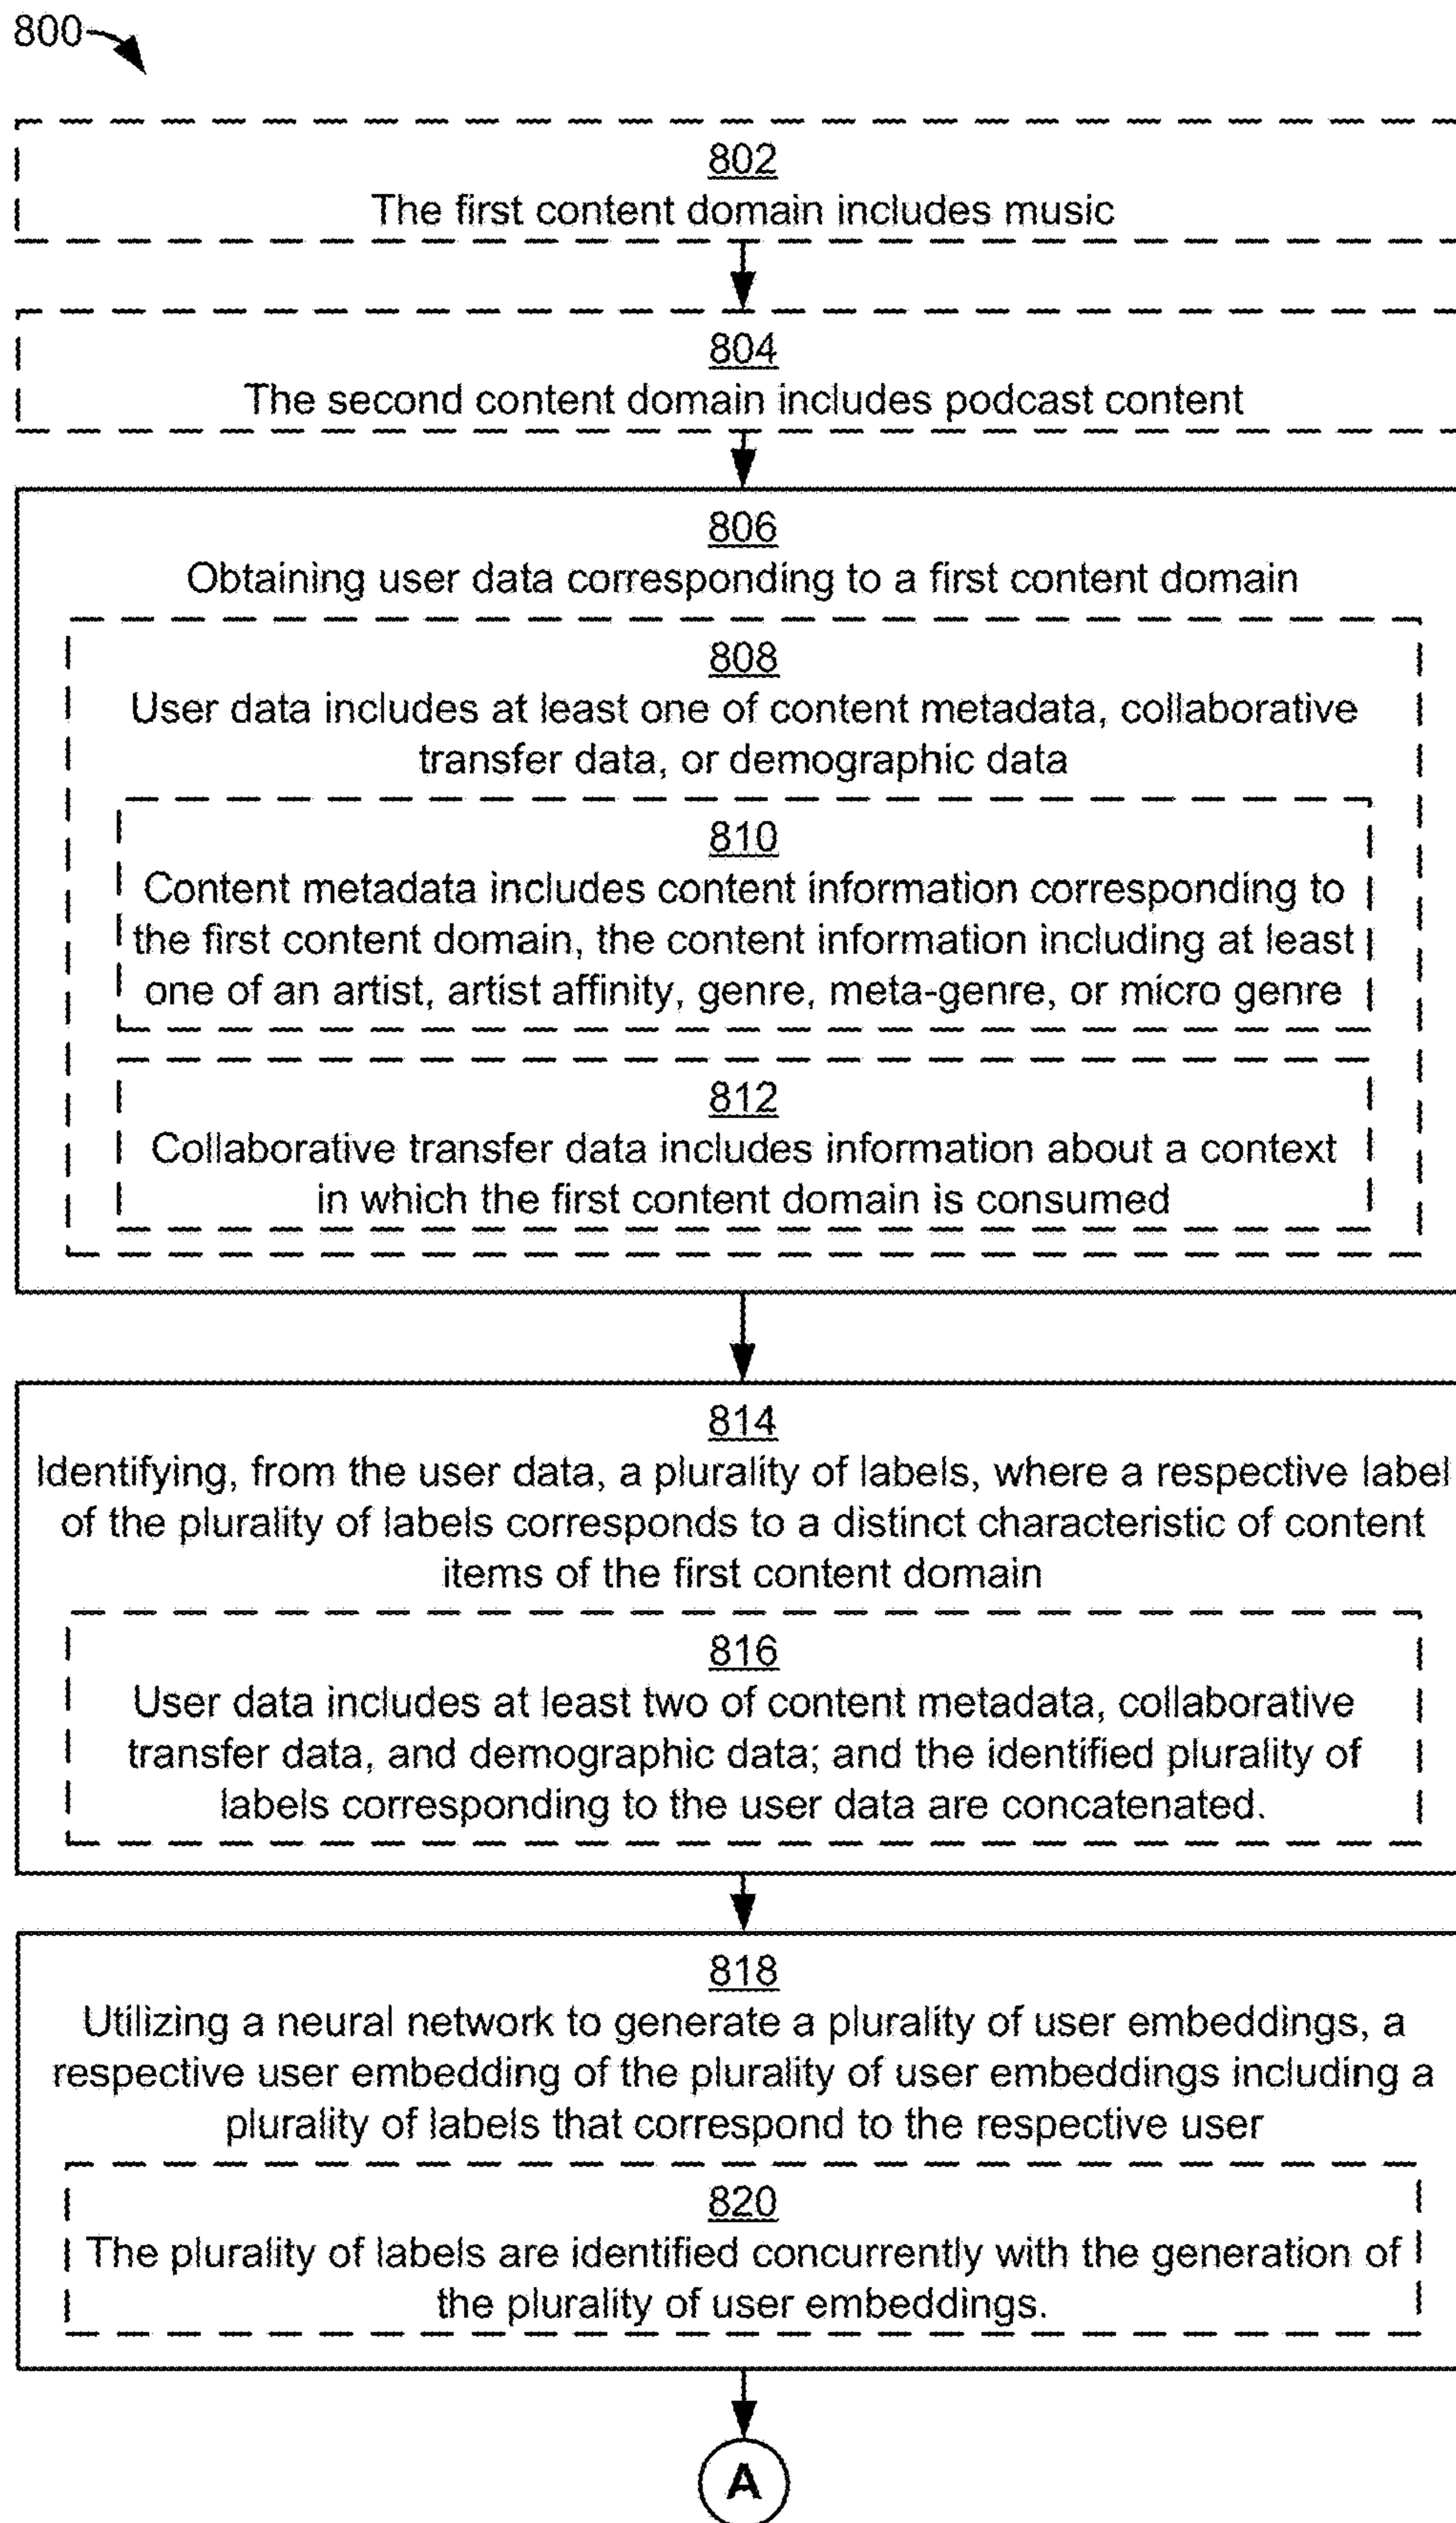 800
802
The first content domain includes music
804
The second content domain includes podcast content
806
Obtaining user data corresponding to a first content domain
808
User data includes at least one of content metadata, collaborative
transfer data, or demographic data
810
Content metadata includes content information corresponding to
the first content domain, the content information including at least
one of an artist, artist affinity, genre, meta-genre, or micro genre
812
Collaborative transfer data includes information about a context
in which the first content domain is consumed
814
Identifying, from the user data, a plurality of labels, where a respective label
of the plurality of labels corresponds to a distinct characteristic of content
items of the first content domain
816
User data includes at least two of content metadata, collaborative
transfer data, and demographic data; and the identified plurality of
labels corresponding to the user data are concatenated.
818
Utilizing a neural network to generate a plurality of user embeddings, a
respective user embedding of the plurality of user embeddings including a
plurality of labels that correspond to the respective user
820
The plurality of labels are identified concurrently with the generation of
the plurality of user embeddings.
A